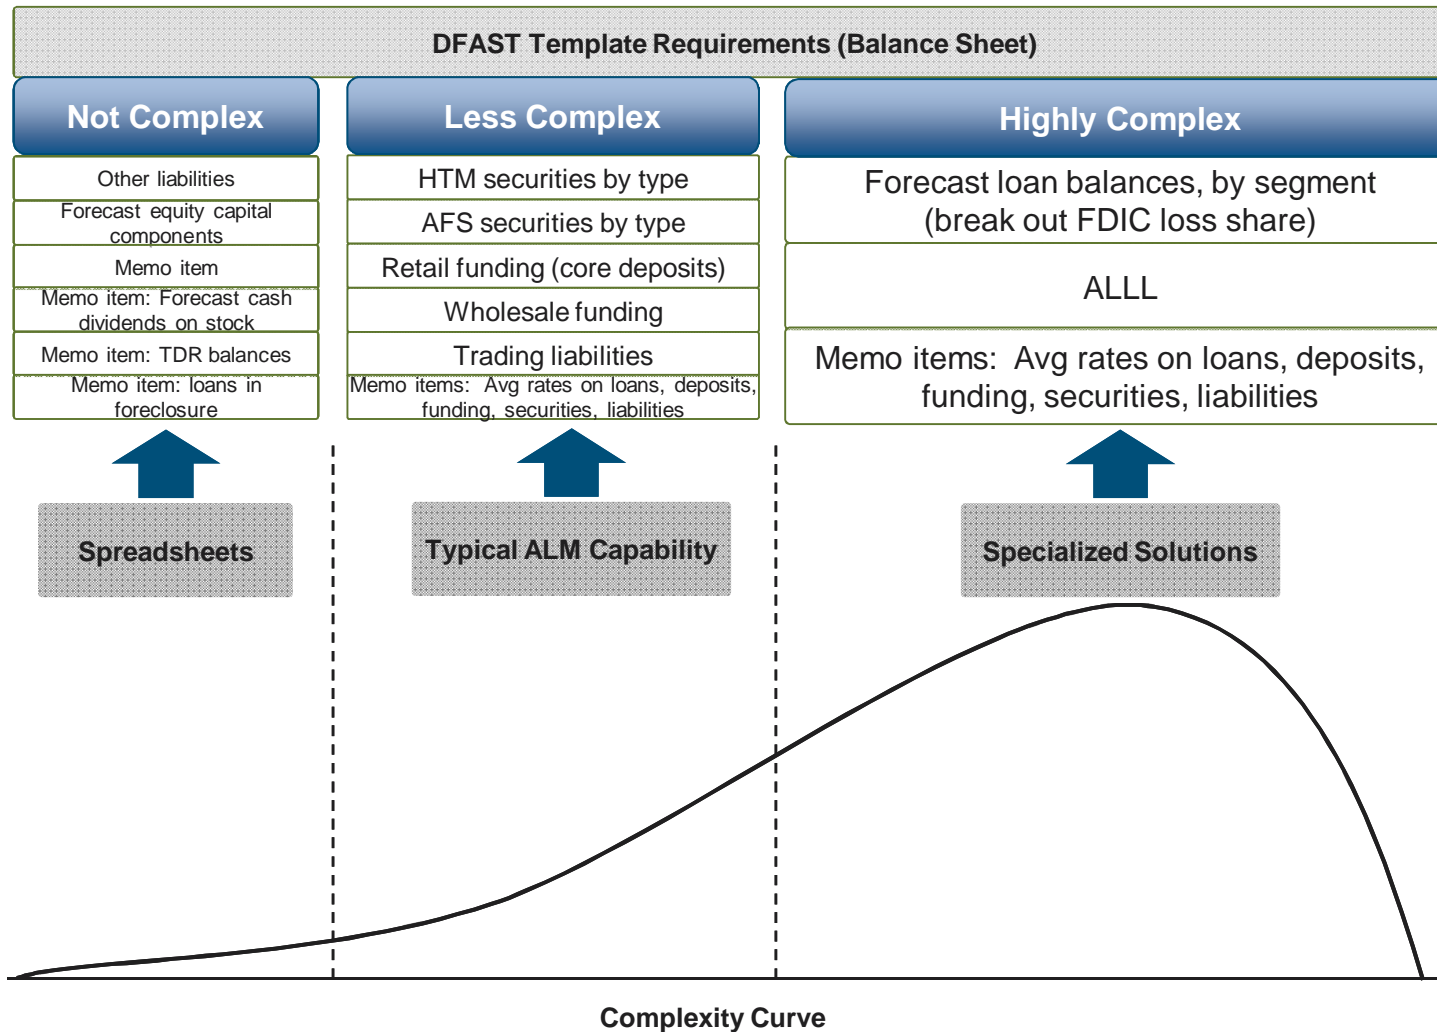 DFAST Template Requirements (Balance Sheet)
Not Complex
Other liabilities
Forecast equity capital
components
Memo item
Memo item: Forecast cash
dividends on stock
Memo item: TDR balances
Memo item: loans in
foreclosure
Spreadsheets
Less Complex
HTM securities by type
AFS securities by type
Retail funding (core deposits)
Wholesale funding
Trading liabilities
Memo items: Avg rates on loans, deposits,
funding, securities, liabilities
Typical ALM Capability
Highly Complex
Forecast loan balances, by segment
(break out FDIC loss share)
ALLL
Memo items: Avg rates on loans, deposits,
funding, securities, liabilities
Specialized Solutions
Complexity Curve